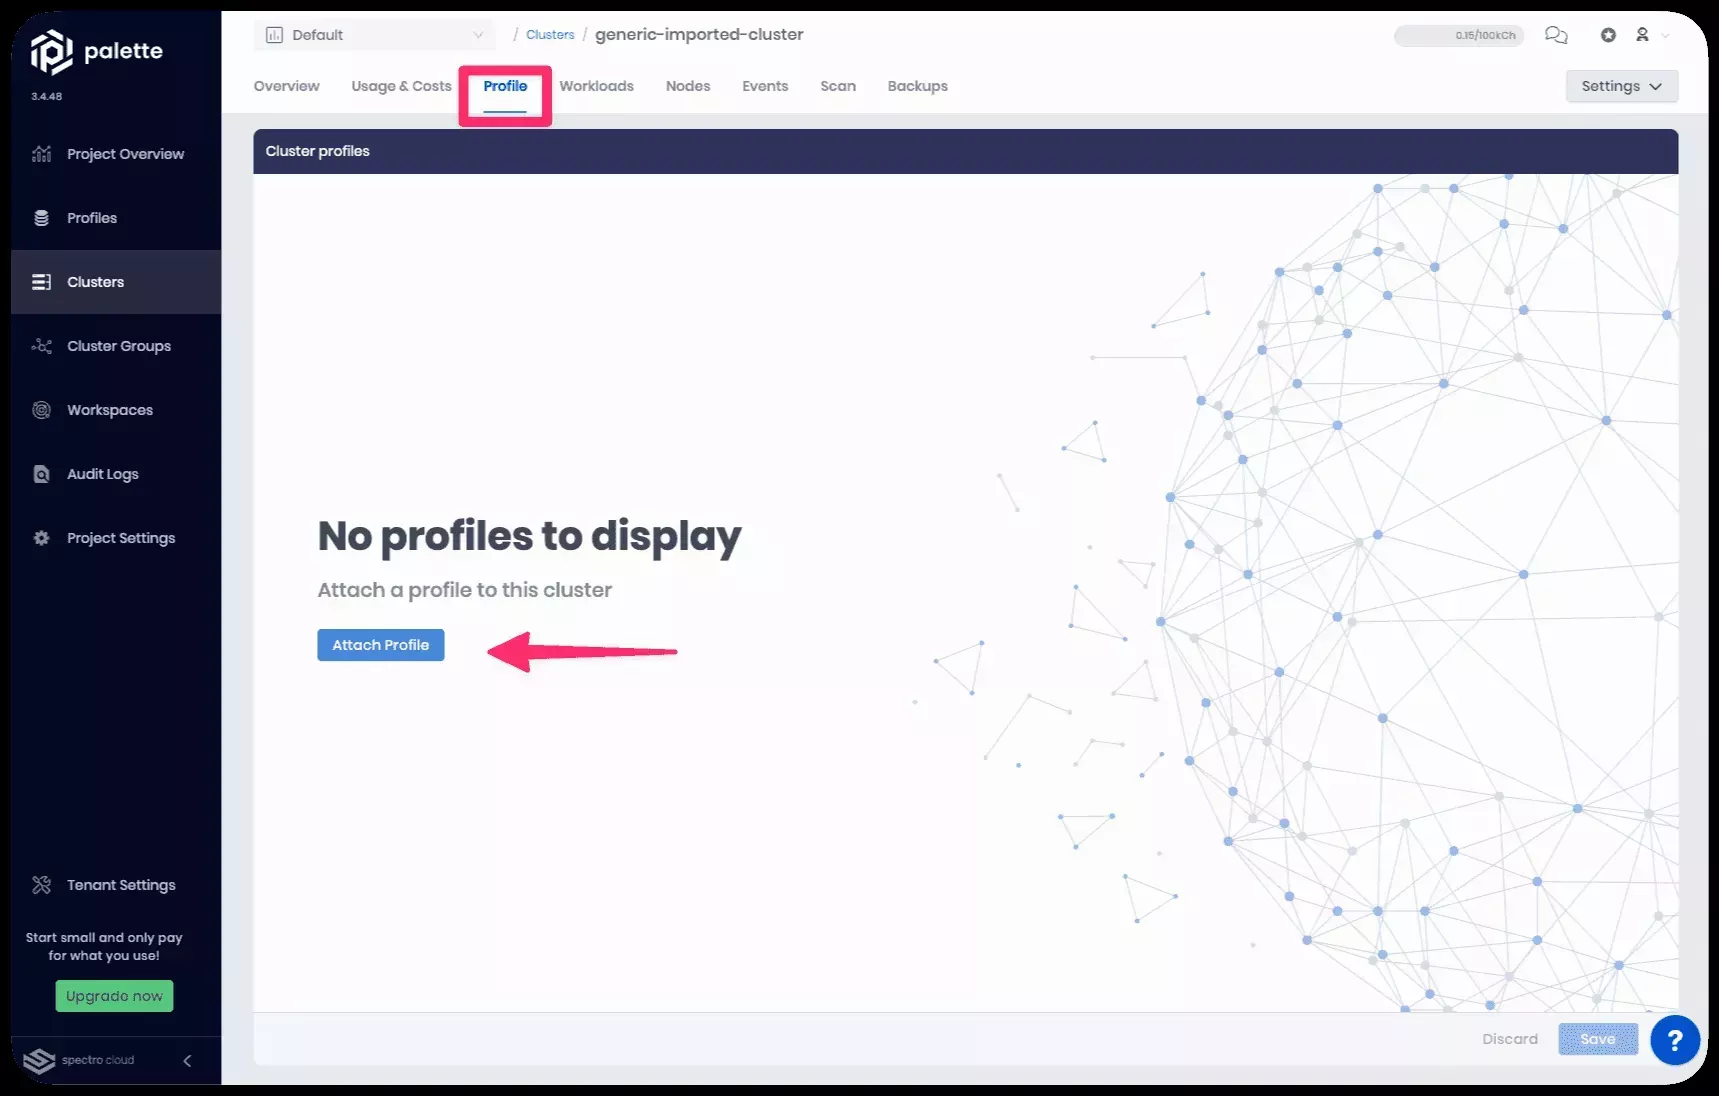 palette
3.4.48
Project Overview
Profiles
Clusters
Cluster Groups
Workspaces
Audit Logs
Project Settings
Tenant Settings
Start small and only pay
for what you use!
Upgrade now
spectro cloud
Default
/ Clusters / generic-imported-cluster
0.15/100kCh
Overview Usage & Costs Profile Workloads Nodes Events Scan Backups
Settings
Cluster profiles
No profiles to display
Attach a profile to this cluster
Attach Profile
Discard Save ?